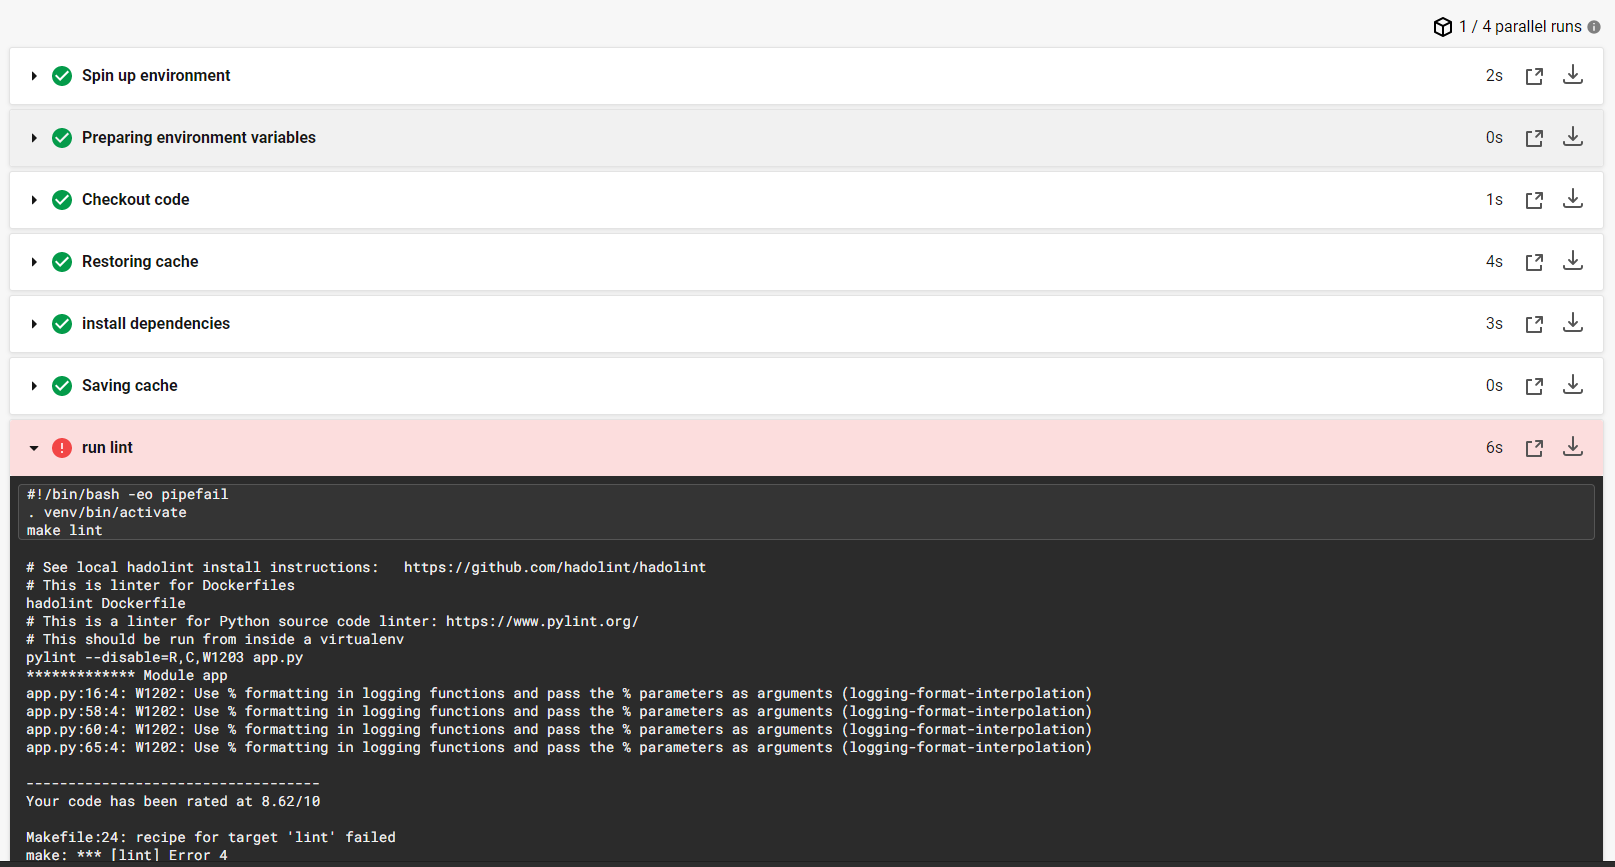 1 / 4 parallel runs
Spin up environment 2s
Preparing environment variables 0s
Checkout code 1s
Restoring cache 4s
install dependencies 3s
Saving cache 0s
run lint 6s
#!/bin/bash -eo pipefail
. venv/bin/activate
make lint
# See local hadolint install instructions:   https://github.com/hadolint/hadolint
# This is linter for Dockerfiles
hadolint Dockerfile
# This is a linter for Python source code linter: https://www.pylint.org/
# This should be run from inside a virtualenv
pylint --disable=R,C,W1203 app.py
************* Module app
app.py:16:4: W1202: Use % formatting in logging functions and pass the % parameters as arguments (logging-format-interpolation)
app.py:58:4: W1202: Use % formatting in logging functions and pass the % parameters as arguments (logging-format-interpolation)
app.py:60:4: W1202: Use % formatting in logging functions and pass the % parameters as arguments (logging-format-interpolation)
app.py:65:4: W1202: Use % formatting in logging functions and pass the % parameters as arguments (logging-format-interpolation)
-----------------------------------
Your code has been rated at 8.62/10
Makefile:24: recipe for target 'lint' failed
make: *** [lint] Error 4